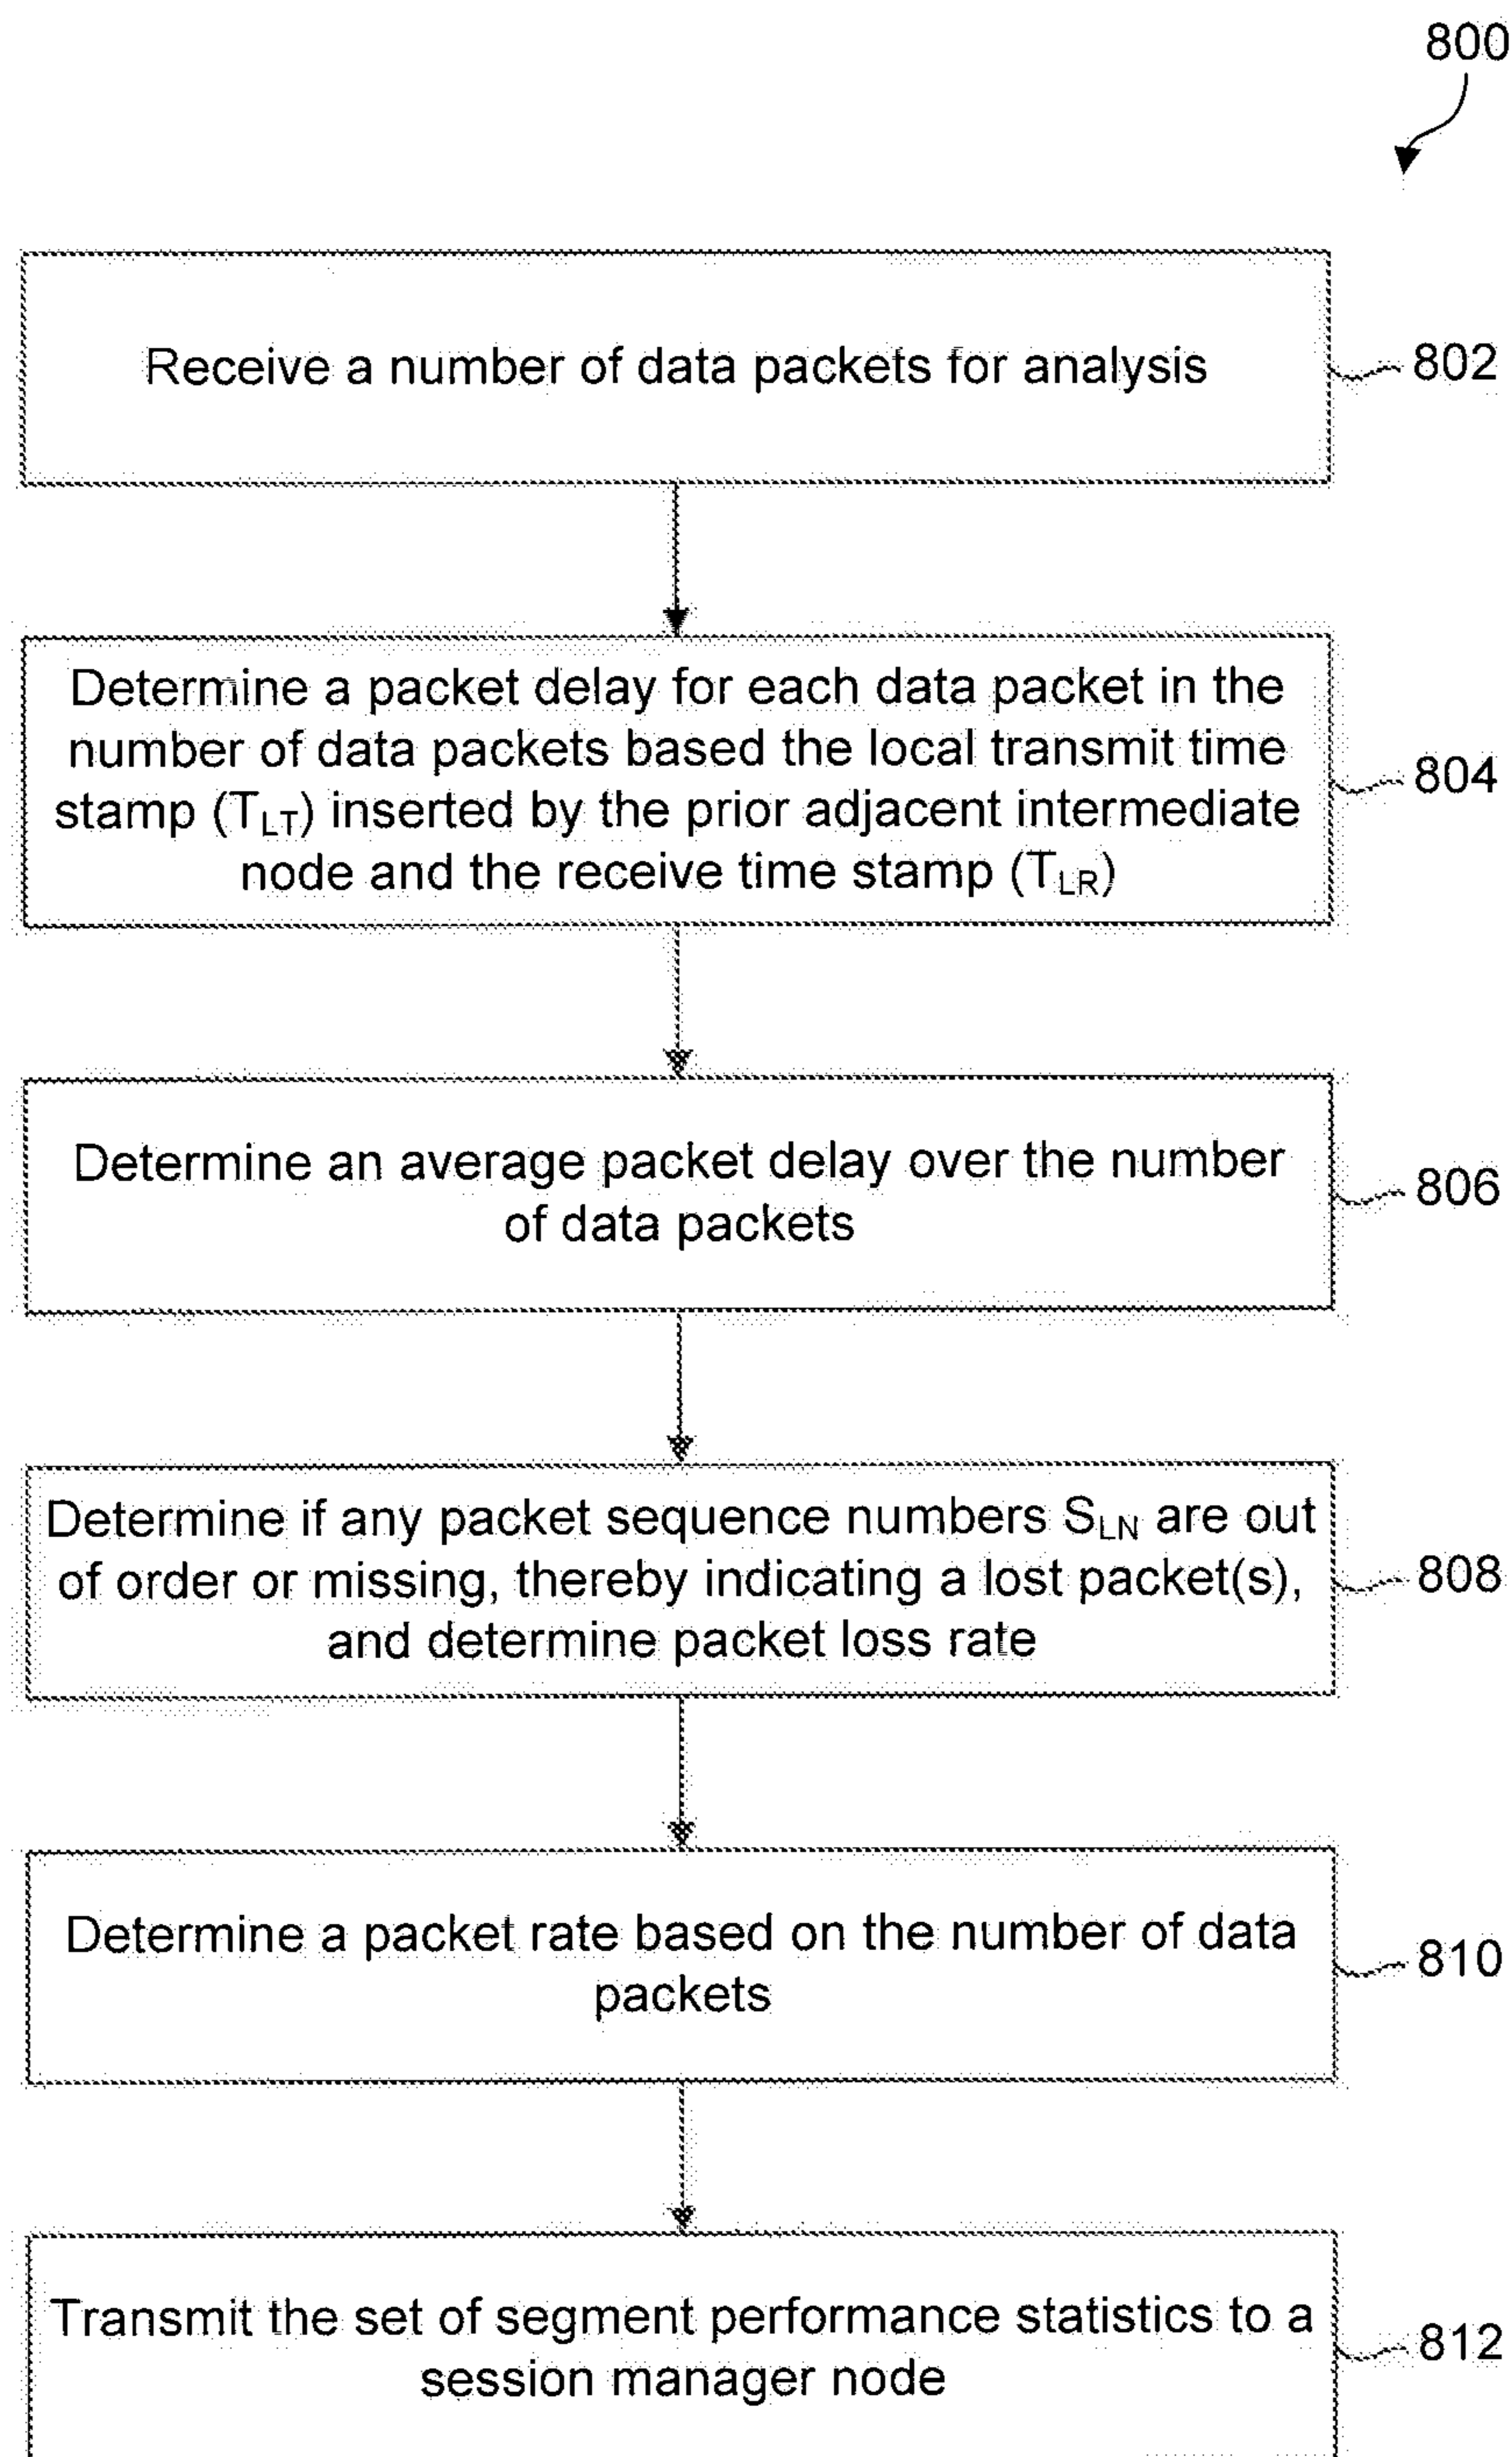 800
Receive a number of data packets for analysis
802
Determine a packet delay for each data packet in the
number of data packets based the local transmit time
stamp (T_LT) inserted by the prior adjacent intermediate
node and the receive time stamp (T_LR)
804
Determine an average packet delay over the number
of data packets
806
Determine if any packet sequence numbers S_LN are out
of order or missing, thereby indicating a lost packet(s),
and determine packet loss rate
808
Determine a packet rate based on the number of data
packets
810
Transmit the set of segment performance statistics to a
session manager node
812